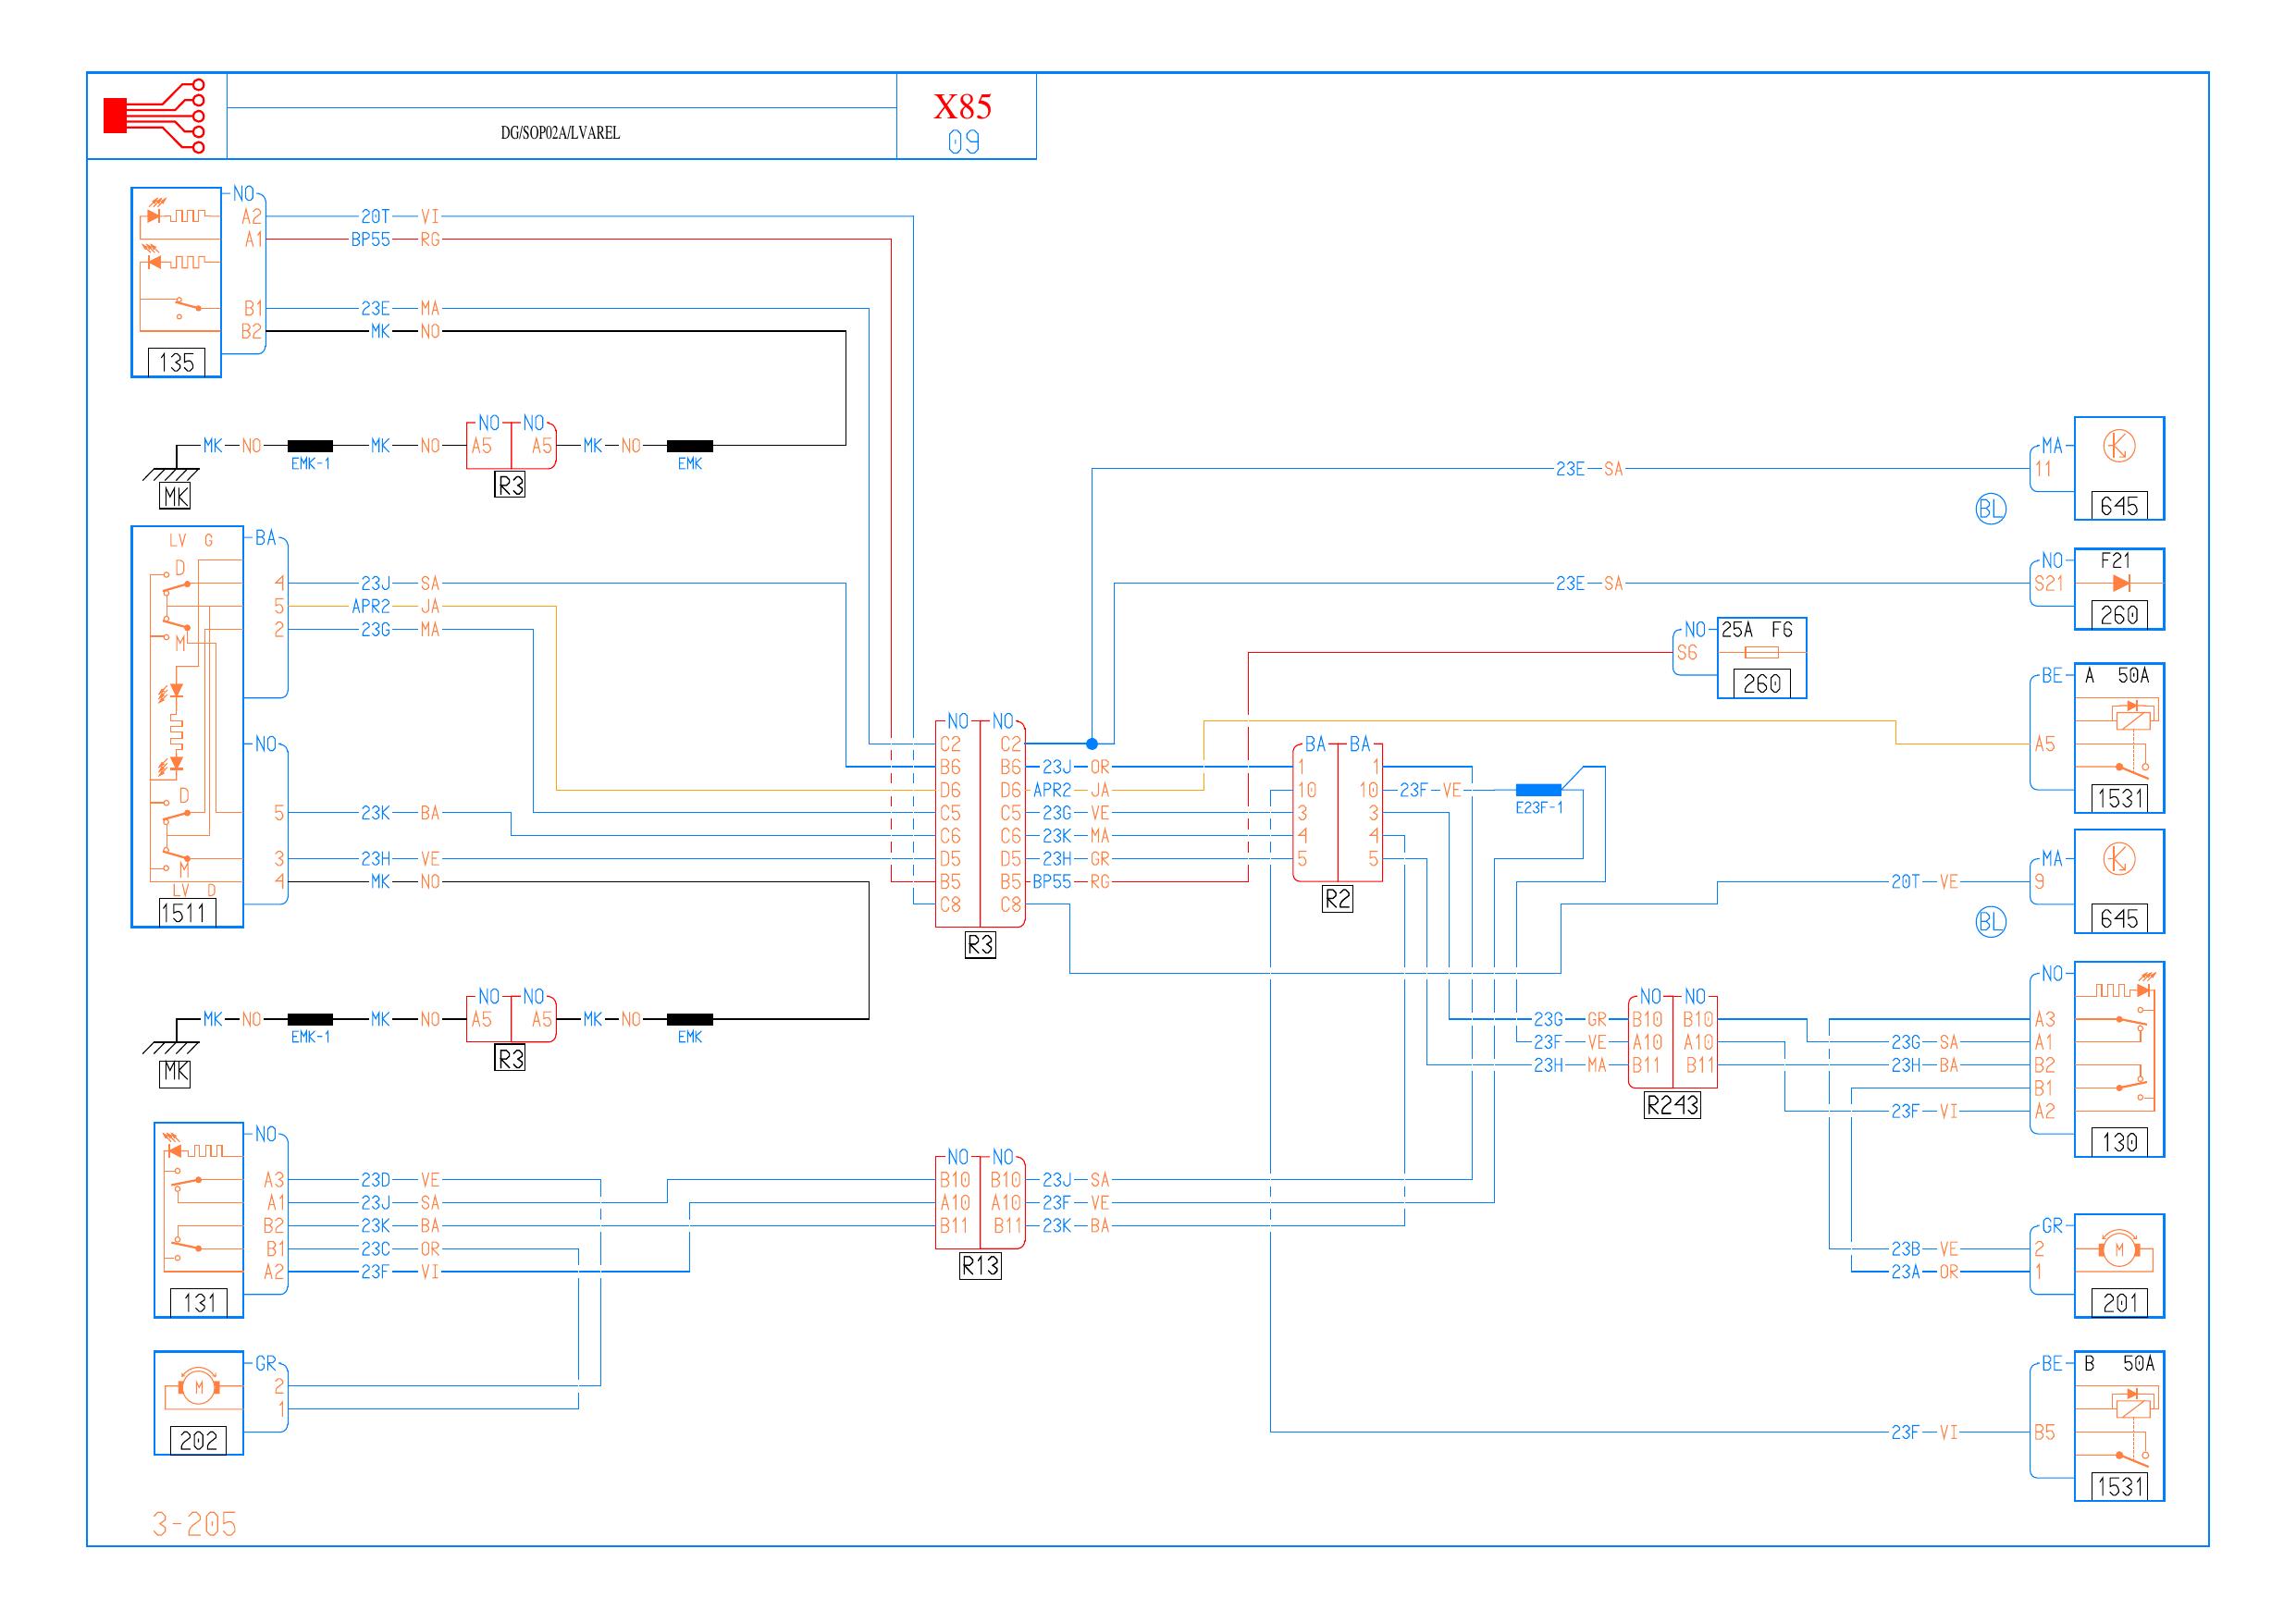 X85
DG/SOP02A/LVAREL
09
NO
A2 20T VI
A1 BP55 RG
B1 23E MA
B2 MK NO
135
MK NO EMK-1 MK NO
NO NO
A5 A5
MK NO EMK
R3
MK
LV G
BA
D
M
4 23J SA
5 APR2 JA
2 23G MA
NO
D
5 23K BA
3 23H VE
M
4 MK NO
LV D
1511
MK NO EMK-1 MK NO
NO NO
A5 A5
MK NO EMK
R3
MK
NO
A3 23D VE
A1 23J SA
B2 23K BA
B1 23C OR
A2 23F VI
131
GR
M
2
1
202
NO NO
C2 C2
B6 B6 23J OR
D6 D6 APR2 JA
C5 C5 23G VE
C6 C6 23K MA
D5 D5 23H GR
B5 B5 BP55 RG
C8 C8
R3
BA BA
1 1
10 10 23F VE E23F-1
3 3
4 4
5 5
R2
NO NO
B10 B10 23J SA
A10 A10 23F VE
B11 B11 23K BA
R13
23E SA
MA
11
645
BL
23E SA
NO
F21
S21
260
NO
25A F6
S6
260
BE
A 50A
A5
1531
MA
20T VE 9
645
BL
NO NO
23G GR B10 B10
23F VE A10 A10
23H MA B11 B11
R243
NO
A3
23G SA A1
23H BA B2
B1
23F VI A2
130
GR
M
23B VE 2
23A OR 1
201
BE
B 50A
23F VI B5
1531
3-205